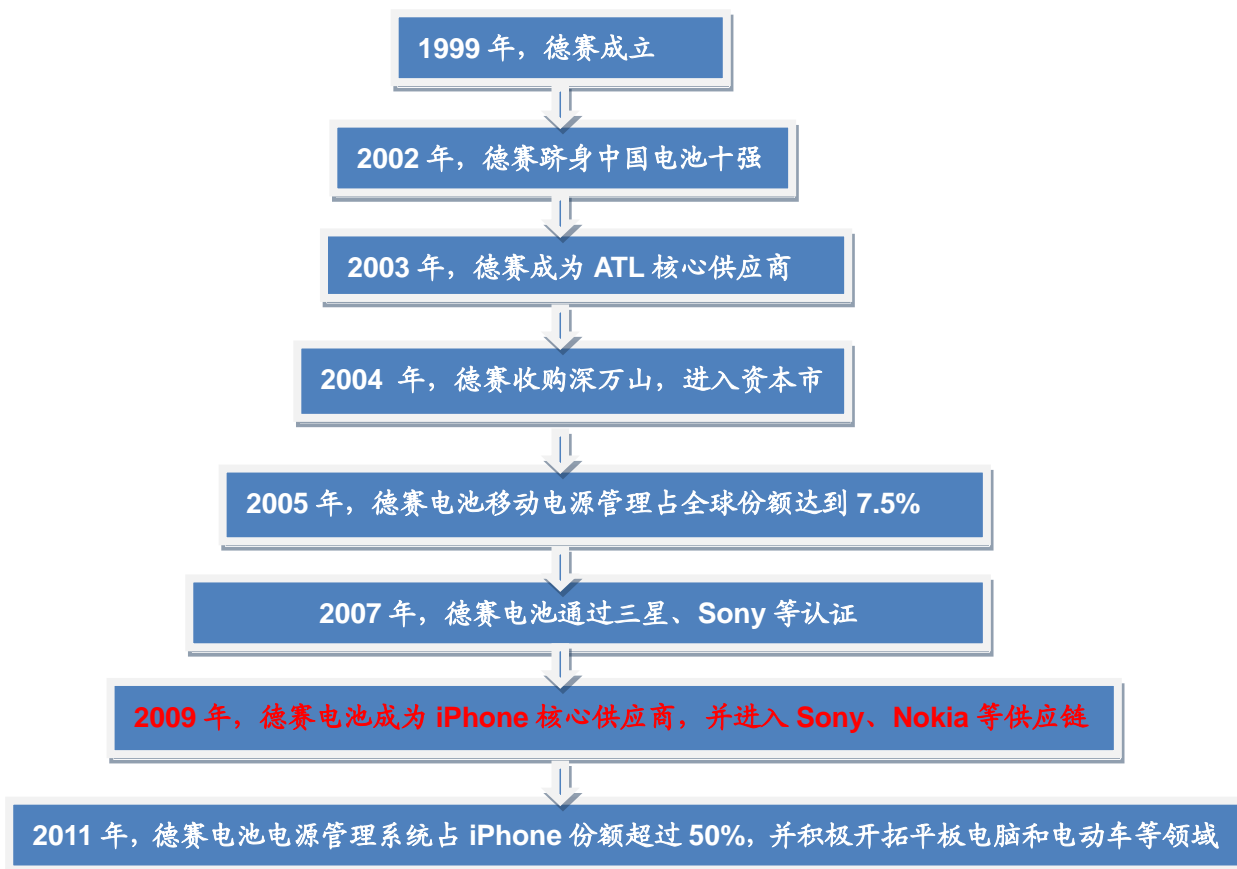 1999 年，德赛成立
2002 年，德赛跻身中国电池十强
2003 年，德赛成为 ATL 核心供应商
2004 年，德赛收购深万山，进入资本市
2005 年，德赛电池移动电源管理占全球份额达到 7.5%
2007 年，德赛电池通过三星、Sony 等认证
2009 年，德赛电池成为 iPhone 核心供应商，并进入 Sony、Nokia 等供应链
2011 年，德赛电池电源管理系统占 iPhone 份额超过 50%，并积极开拓平板电脑和电动车等领域